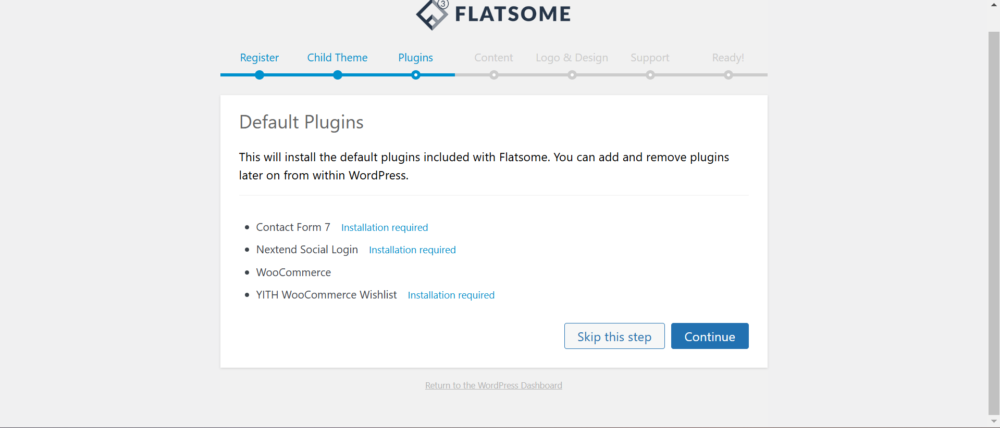 3
FLATSOME
Register Child Theme Plugins Content Logo & Design Support Ready!
Default Plugins
This will install the default plugins included with Flatsome. You can add and remove plugins
later on from within WordPress.
Contact Form 7 Installation required
Nextend Social Login Installation required
WooCommerce
YITH WooCommerce Wishlist Installation required
Skip this step Continue
Return to the WordPress Dashboard